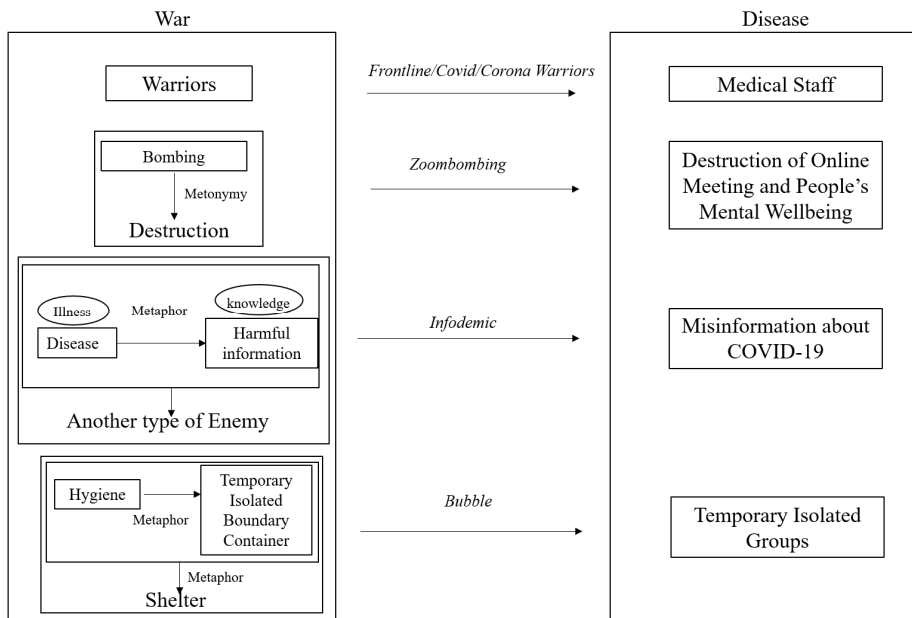 War
Disease
Warriors
Frontline/Covid/Corona Warriors
Medical Staff
Bombing
Metonymy
Destruction
Zoombombing
Destruction of Online
Meeting and People's
Mental Wellbeing
Illness
Metaphor
knowledge
Disease
Harmful
information
Another type of Enemy
Infodemic
Misinformation about
COVID-19
Hygiene
Metaphor
Temporary
Isolated
Boundary
Container
Metaphor
Shelter
Bubble
Temporary Isolated
Groups